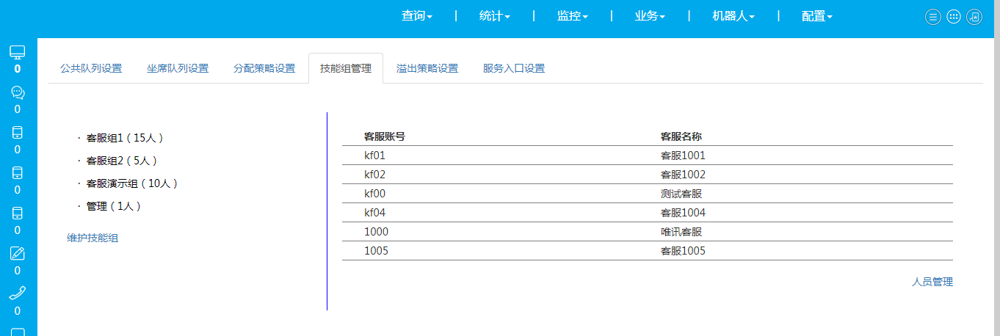 查询 | 统计 | 监控 | 业务 | 机器人 | 配置
0
0
0
0
0
0
0
公共队列设置 坐席队列设置 分配策略设置 技能组管理 溢出策略设置 服务入口设置
· 客服组1（15人）
· 客服组2（5人）
· 客服演示组（10人）
· 管理（1人）
维护技能组
客服账号 客服名称
kf01 客服1001
kf02 客服1002
kf00 测试客服
kf04 客服1004
1000 唯讯客服
1005 客服1005
人员管理